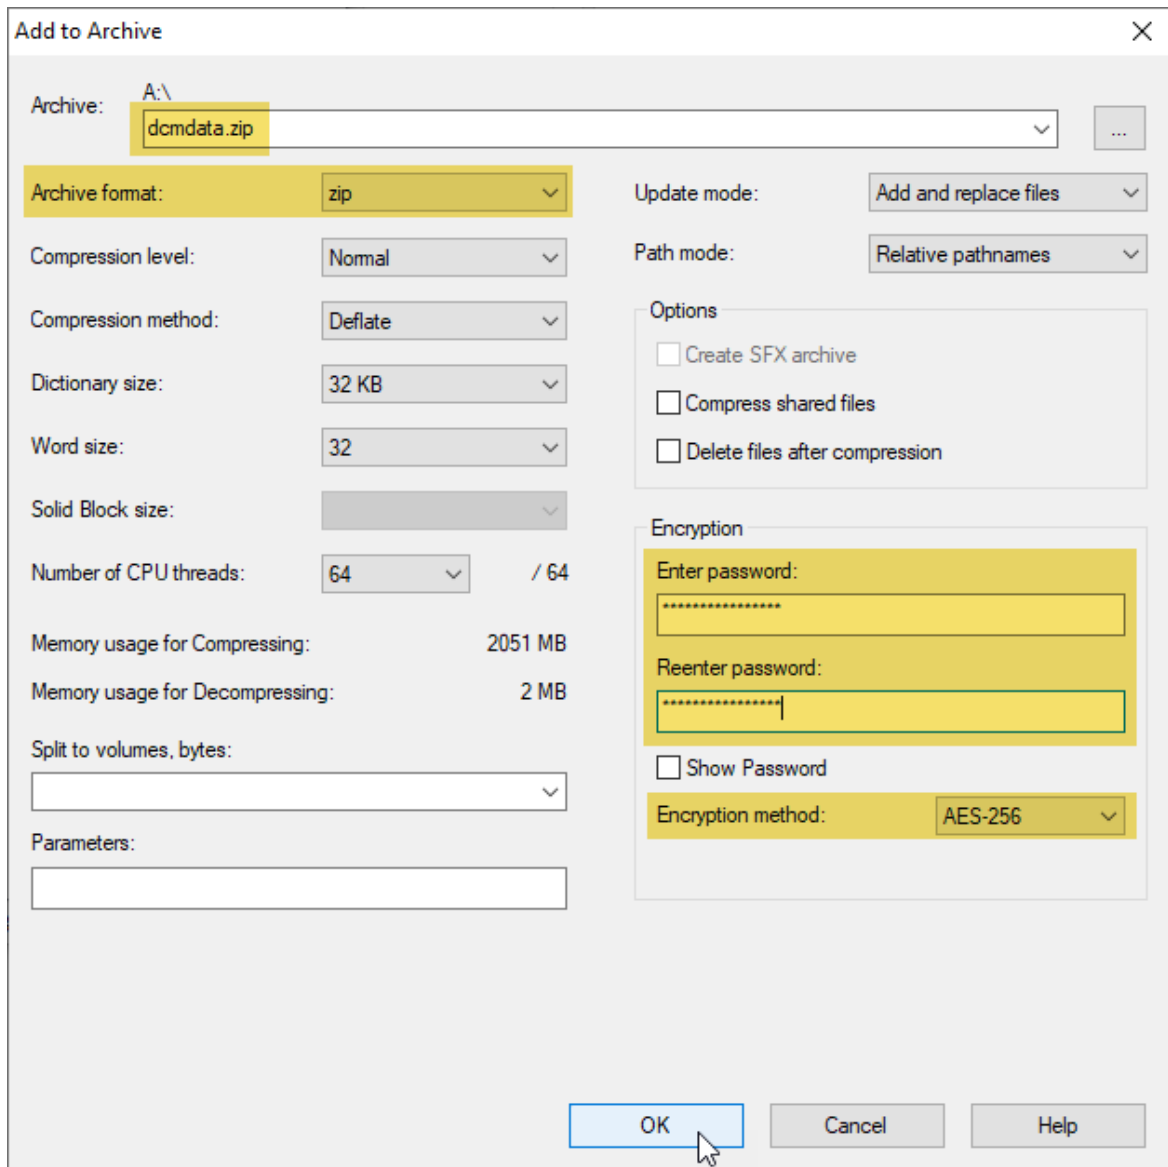 Add to Archive
Archive:
A:\
dcmdata.zip
...
Archive format:
zip
Compression level:
Normal
Compression method:
Deflate
Dictionary size:
32 KB
Word size:
32
Solid Block size:
Number of CPU threads:
64
/ 64
Memory usage for Compressing:
2051 MB
Memory usage for Decompressing:
2 MB
Split to volumes, bytes:
Parameters:
Update mode:
Add and replace files
Path mode:
Relative pathnames
Options
Create SFX archive
Compress shared files
Delete files after compression
Encryption
Enter password:
****************
Reenter password:
****************
Show Password
Encryption method:
AES-256
OK
Cancel
Help